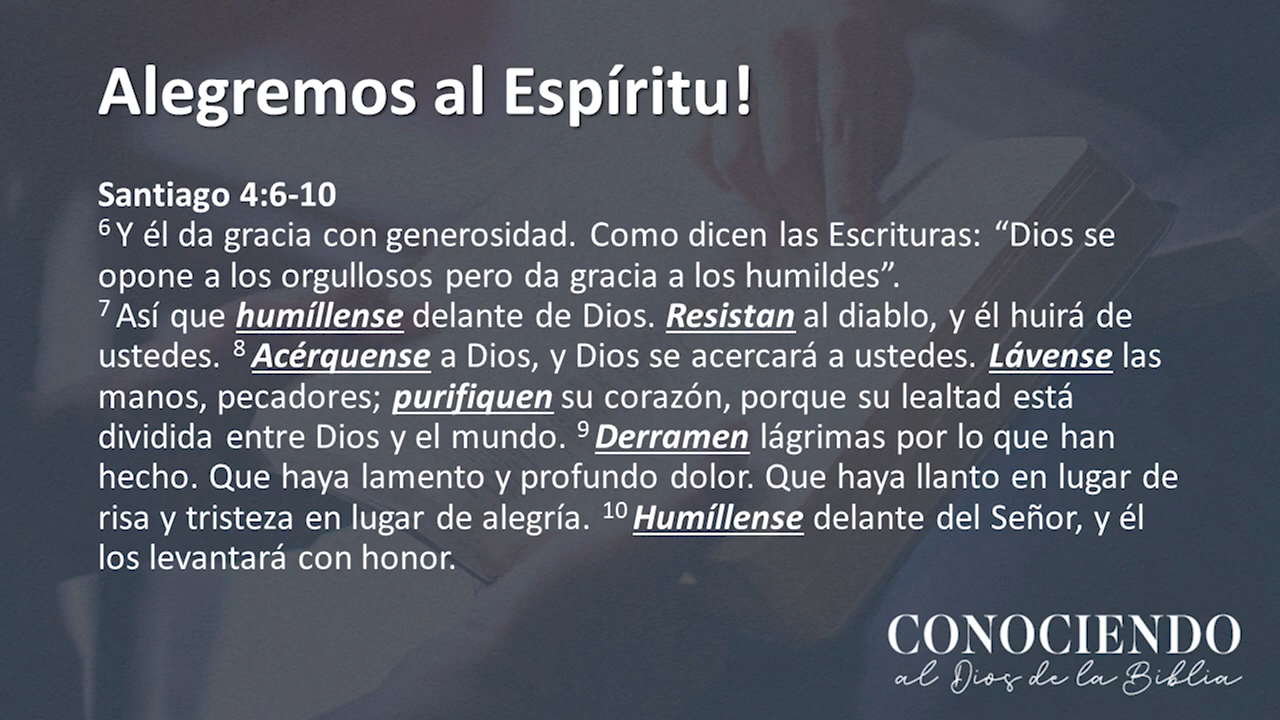 Alegremos al Espíritu!
Santiago 4:6-10
6 Y él da gracia con generosidad. Como dicen las Escrituras: “Dios se
opone a los orgullosos pero da gracia a los humildes”.
7 Así que humíllense delante de Dios. Resistan al diablo, y él huirá de
ustedes. 8 Acérquense a Dios, y Dios se acercará a ustedes. Lávense las
manos, pecadores; purifiquen su corazón, porque su lealtad está
dividida entre Dios y el mundo. 9 Derramen lágrimas por lo que han
hecho. Que haya lamento y profundo dolor. Que haya llanto en lugar de
risa y tristeza en lugar de alegría. 10 Humíllense delante del Señor, y él
los levantará con honor.
CONOCIENDO
al Dios de la Biblia